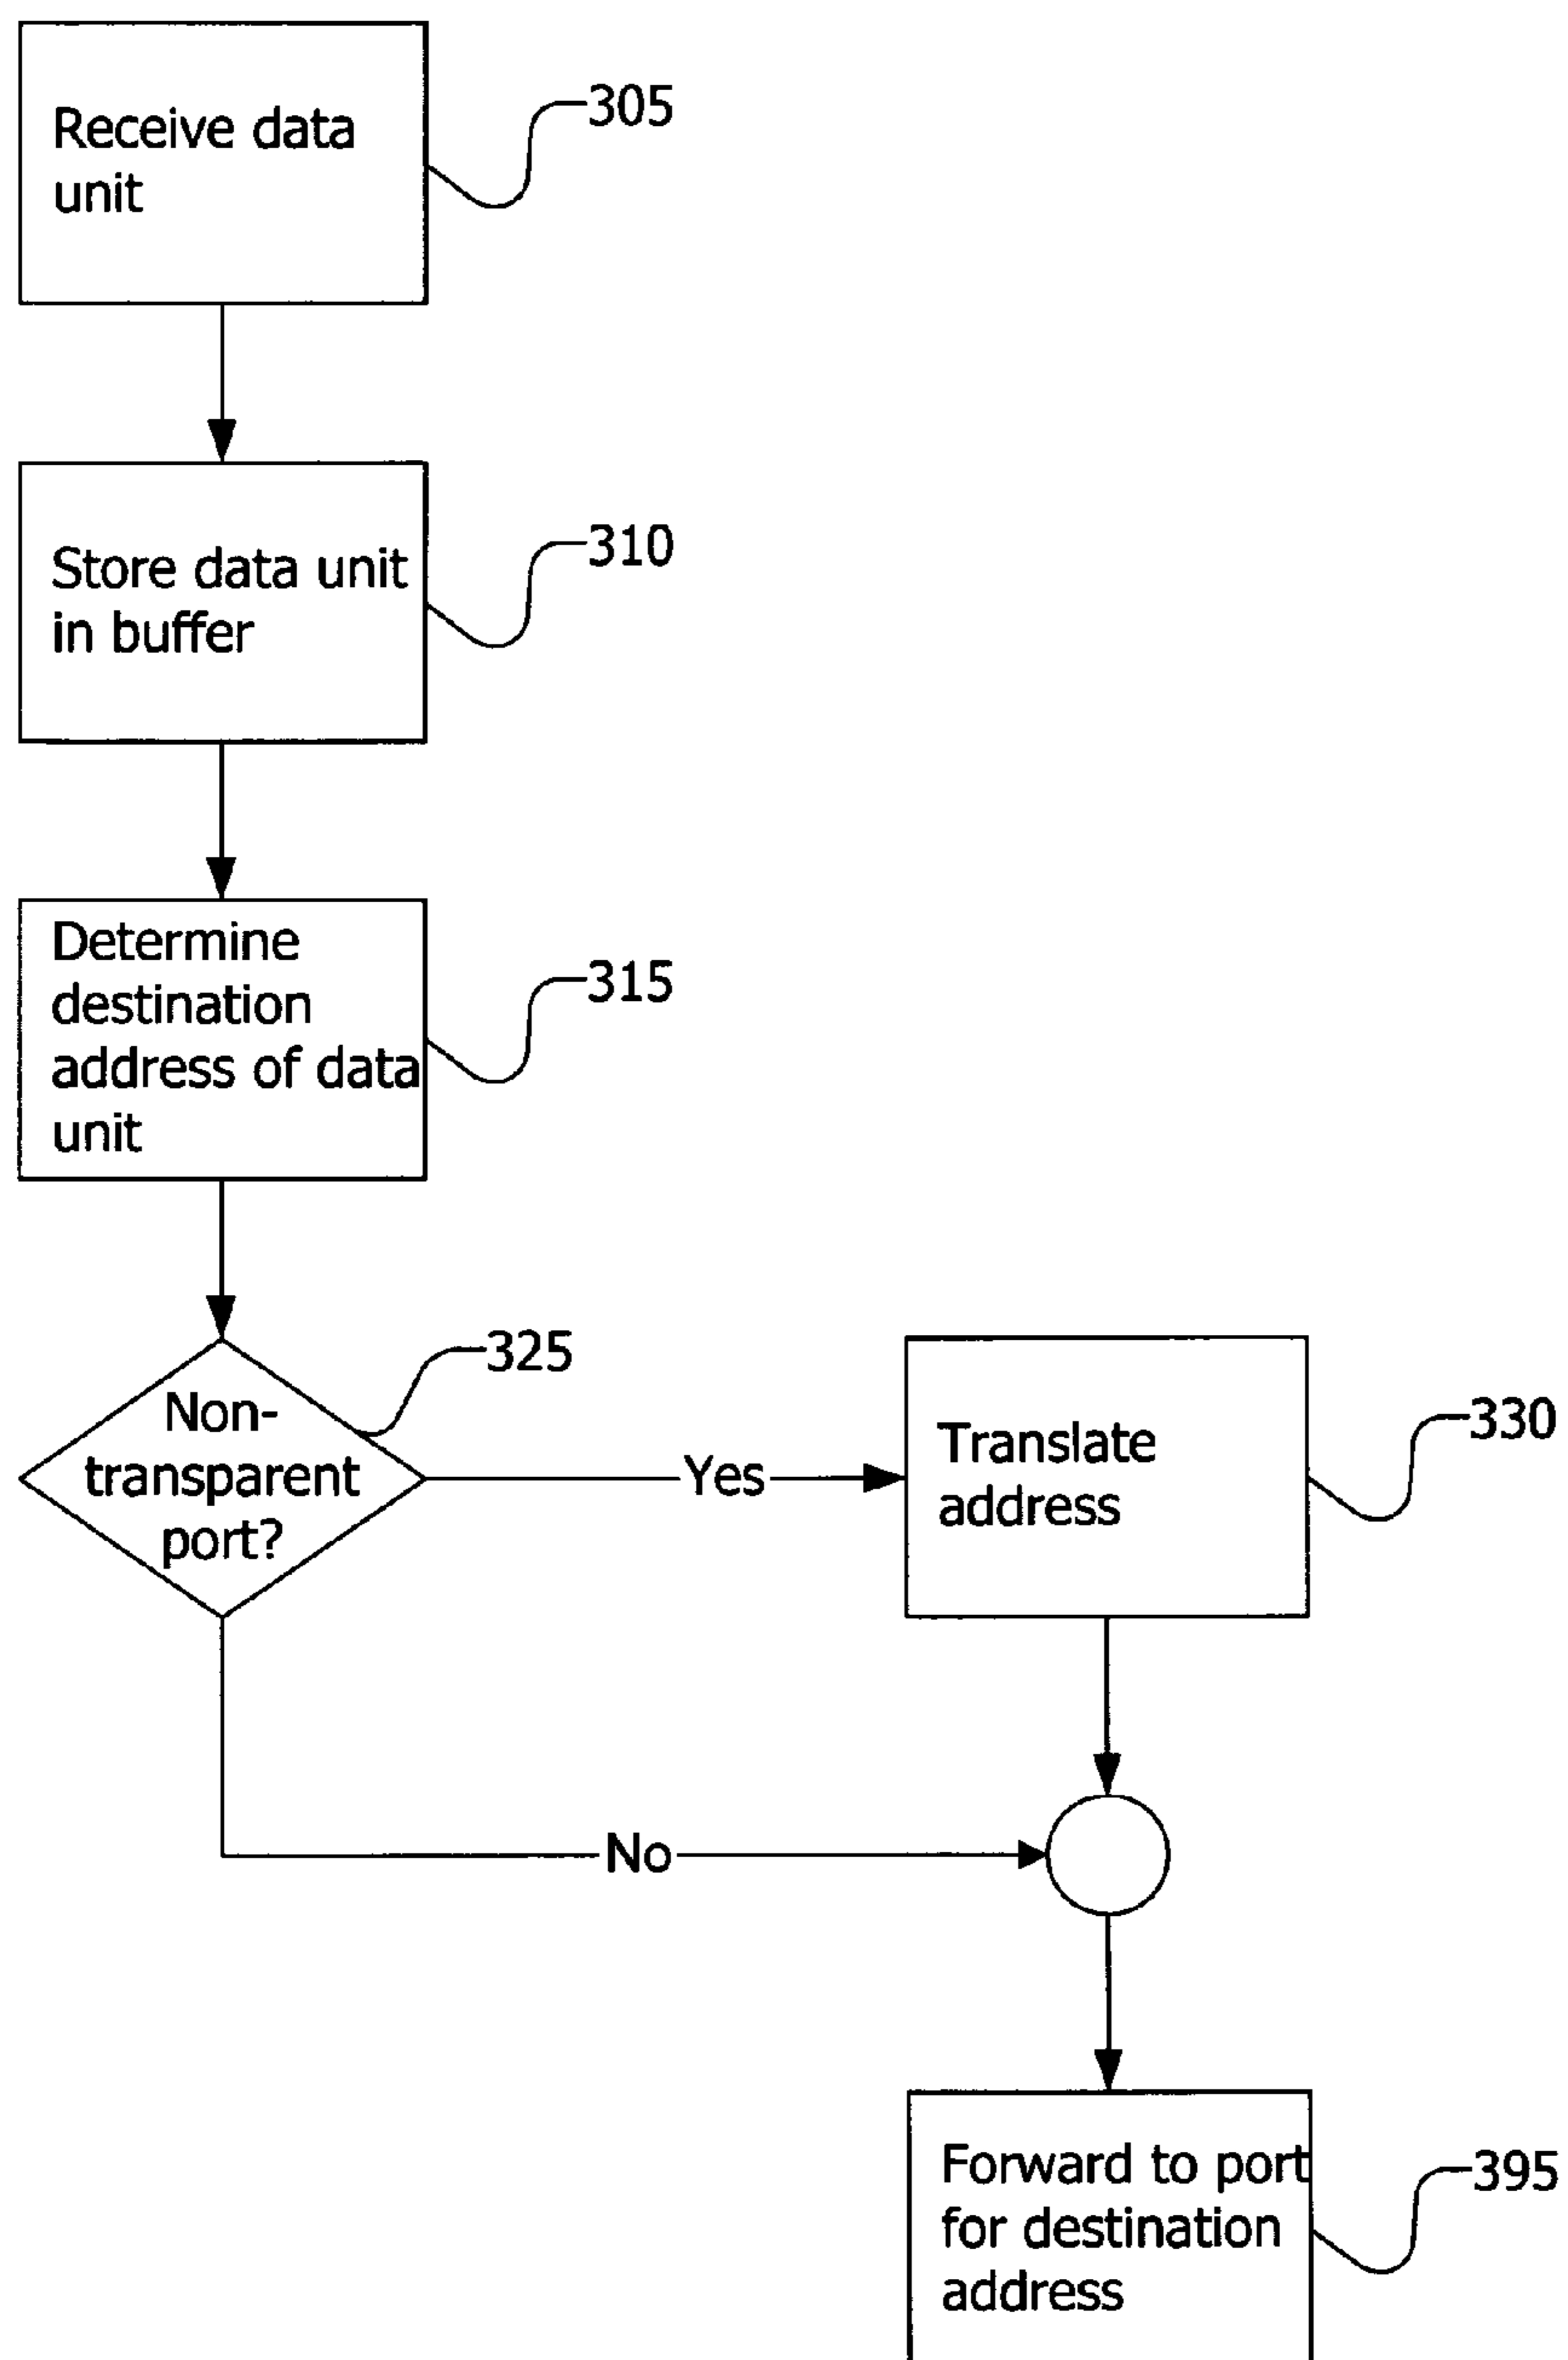 Receive data
unit
305
Store data unit
in buffer
310
Determine
destination
address of data
unit
315
Non-
transparent
port?
325
Yes
Translate
address
330
No
Forward to port
for destination
address
395